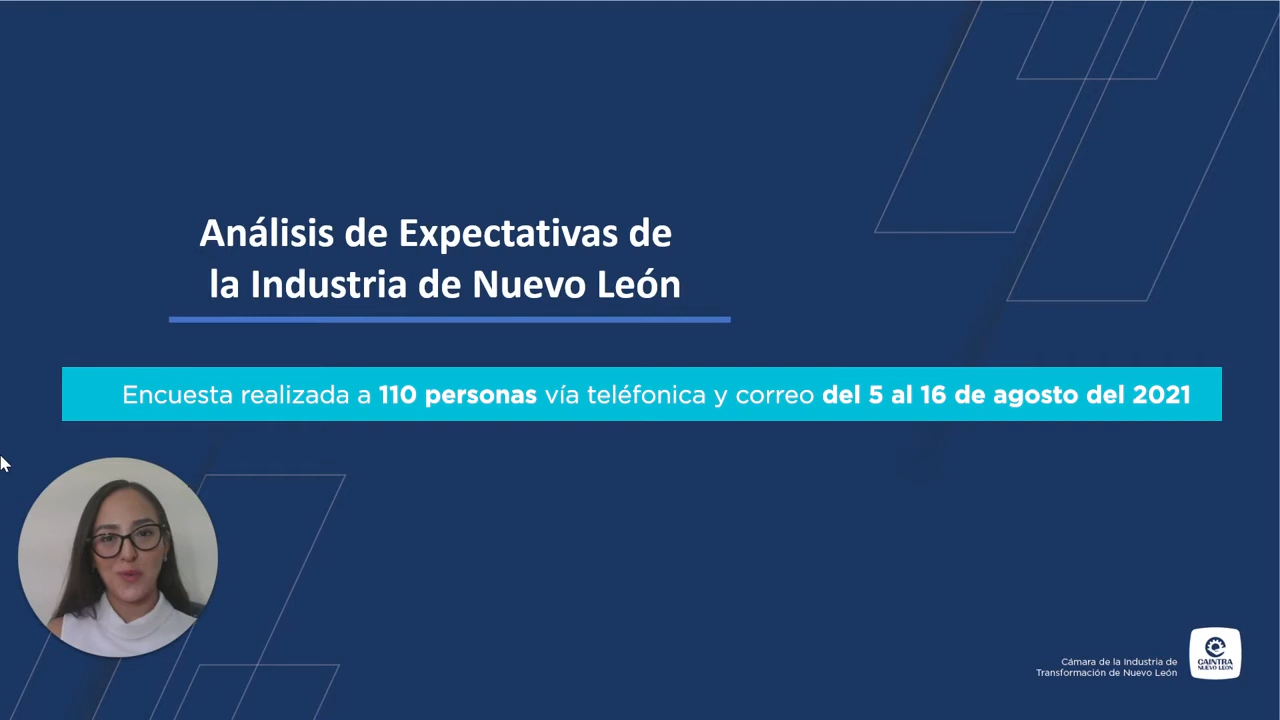 Análisis de Expectativas de
la Industria de Nuevo León
Encuesta realizada a 110 personas vía teléfonica y correo del 5 al 16 de agosto del 2021
Cámara de la Industria de
Transformación de Nuevo León
CAINTRA
NUEVO LEÓN